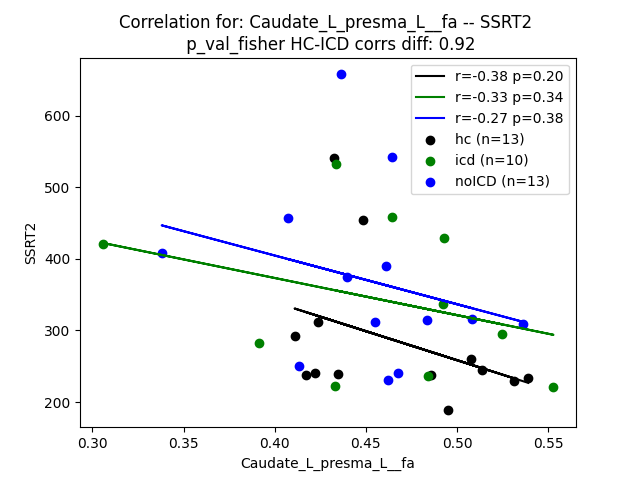 Correlation for: Caudate_L_presma_L__fa -- SSRT2
p_val_fisher HC-ICD corrs diff: 0.92
r=-0.38 p=0.20
r=-0.33 p=0.34
r=-0.27 p=0.38
hc (n=13)
icd (n=10)
noICD (n=13)
600
500
400
300
200
SSRT2
0.30 0.35 0.40 0.45 0.50 0.55
Caudate_L_presma_L__fa